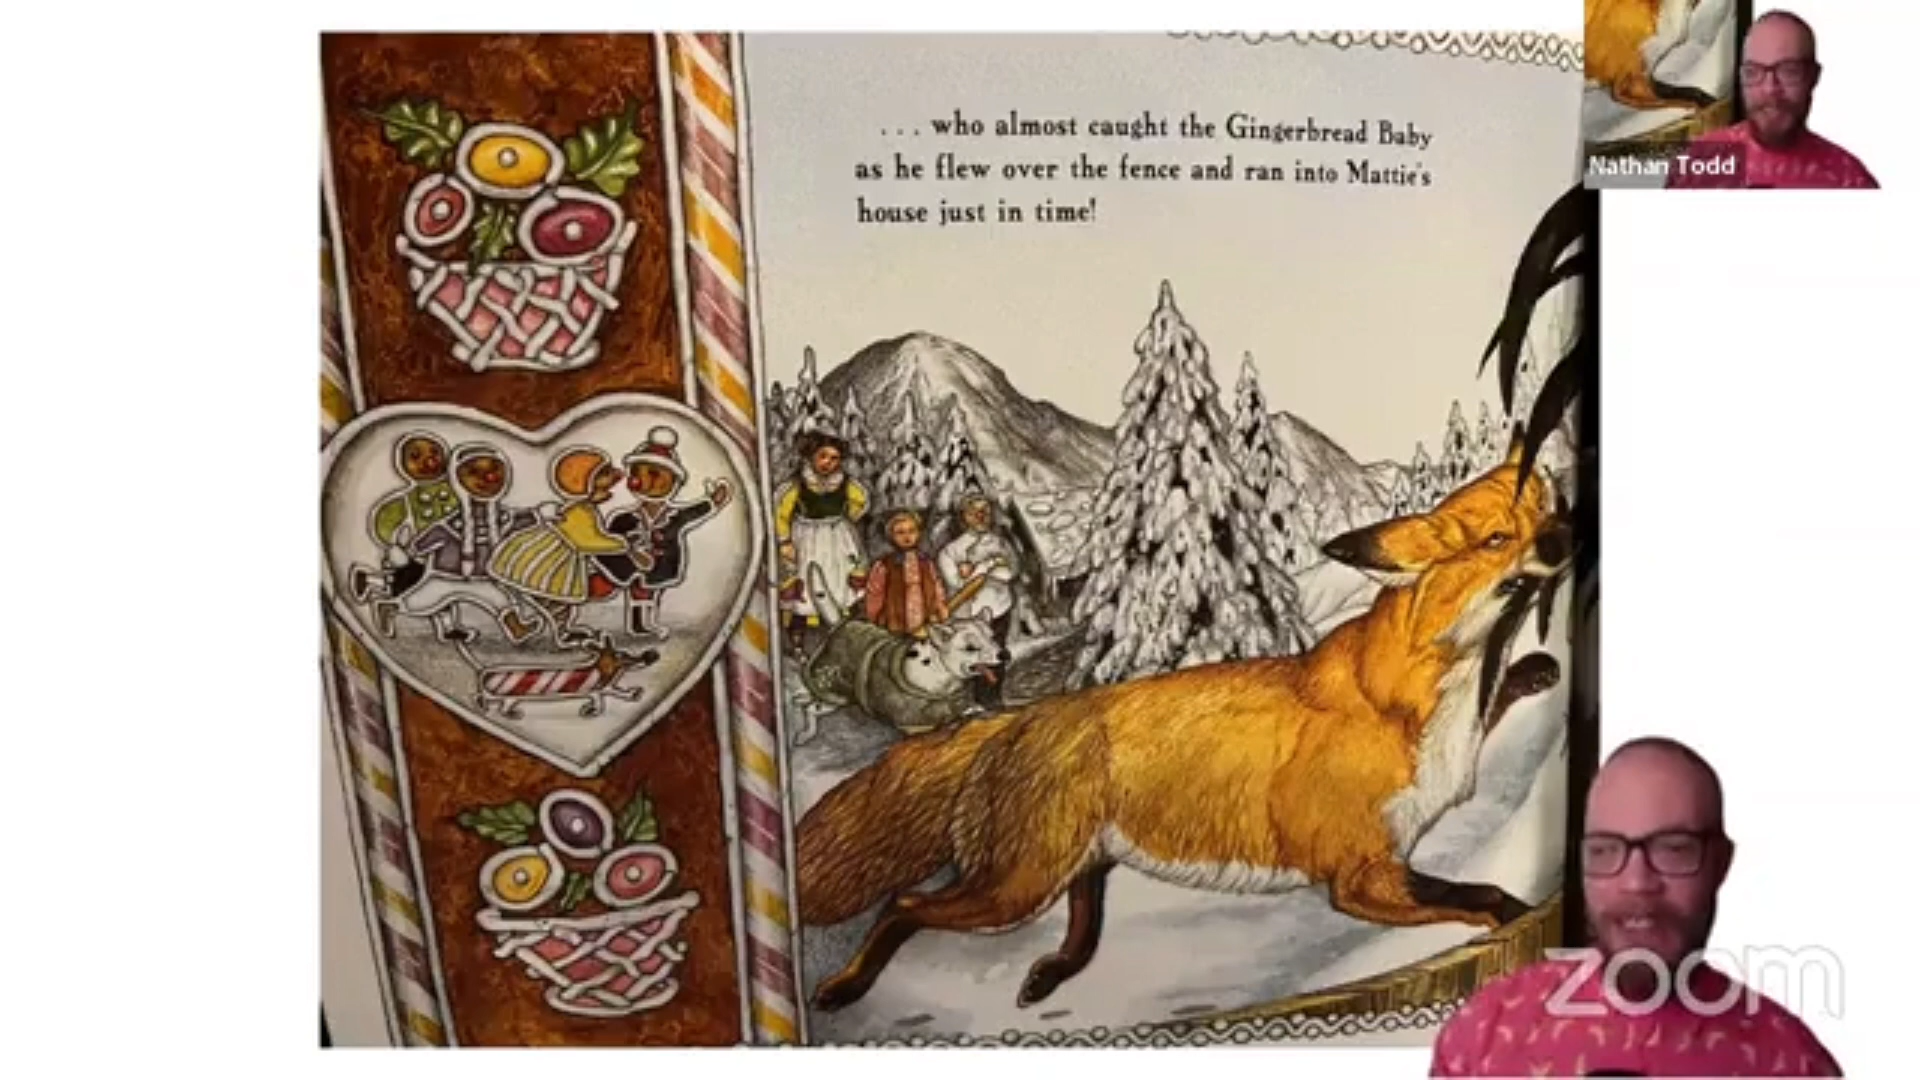 . . . who almost caught the Gingerbread Baby
as he flew over the fence and ran into Mattie's
house just in time!
Nathan Todd
zoom